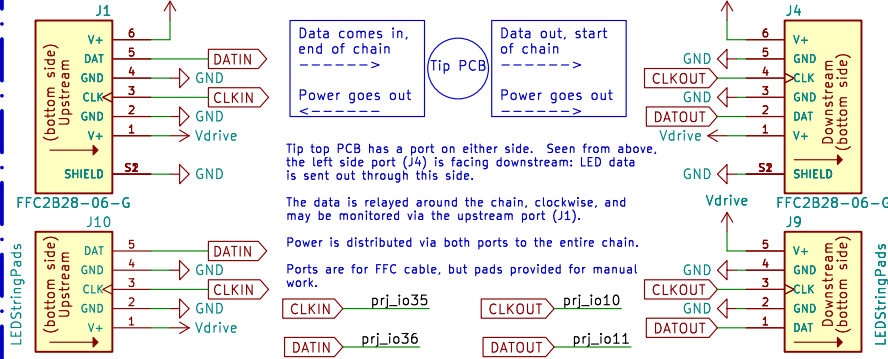 J1
(bottom side)
Upstream
V+ 6
DAT 5 DATIN
GND 4 GND
CLK 3 CLKIN
GND 2 GND
V+ 1 Vdrive
SHIELD GND
FFC2B28-06-G
Data comes in,
end of chain
------->
Power goes out
<------
Tip PCB
Data out, start
of chain
------->
Power goes out
------->
Tip top PCB has a port on either side. Seen from above,
the left side port (J4) is facing downstream: LED data
is sent out through this side.
The data is relayed around the chain, clockwise, and
may be monitored via the upstream port (J1).
Power is distributed via both ports to the entire chain.
Ports are for FFC cable, but pads provided for manual
work.
J4
Downstream
(bottom side)
6 V+
GND 5 GND
CLKOUT 4 CLK
GND 3 GND
DATOUT 2 DAT
Vdrive 1 V+
GND SHIELD
FFC2B28-06-G
J10
LEDStringPads
(bottom side)
Upstream
DAT 5 DATIN
GND 4 GND
CLK 3 CLKIN
GND 2 GND
V+ 1 Vdrive
CLKIN prj_io35
DATIN prj_io36
CLKOUT prj_io10
DATOUT prj_io11
Vdrive
J9
Downstream
(bottom side)
LEDStringPads
5 V+
GND 4 GND
CLKOUT 3 CLK
GND 2 GND
DATOUT 1 DAT